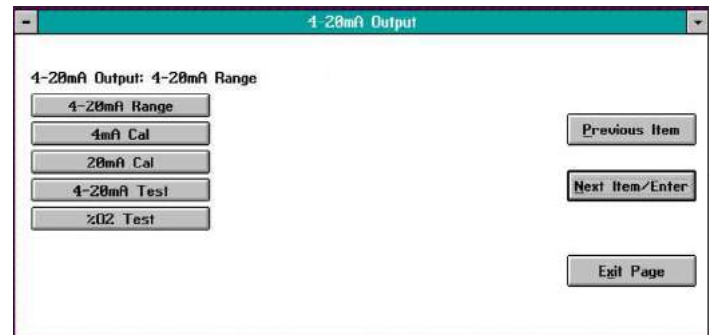 4-20mA Output
4-20mA Output: 4-20mA Range
4-20mA Range
4mA Cal
20mA Cal
4-20mA Test
%O2 Test
Previous Item
Next Item/Enter
Exit Page